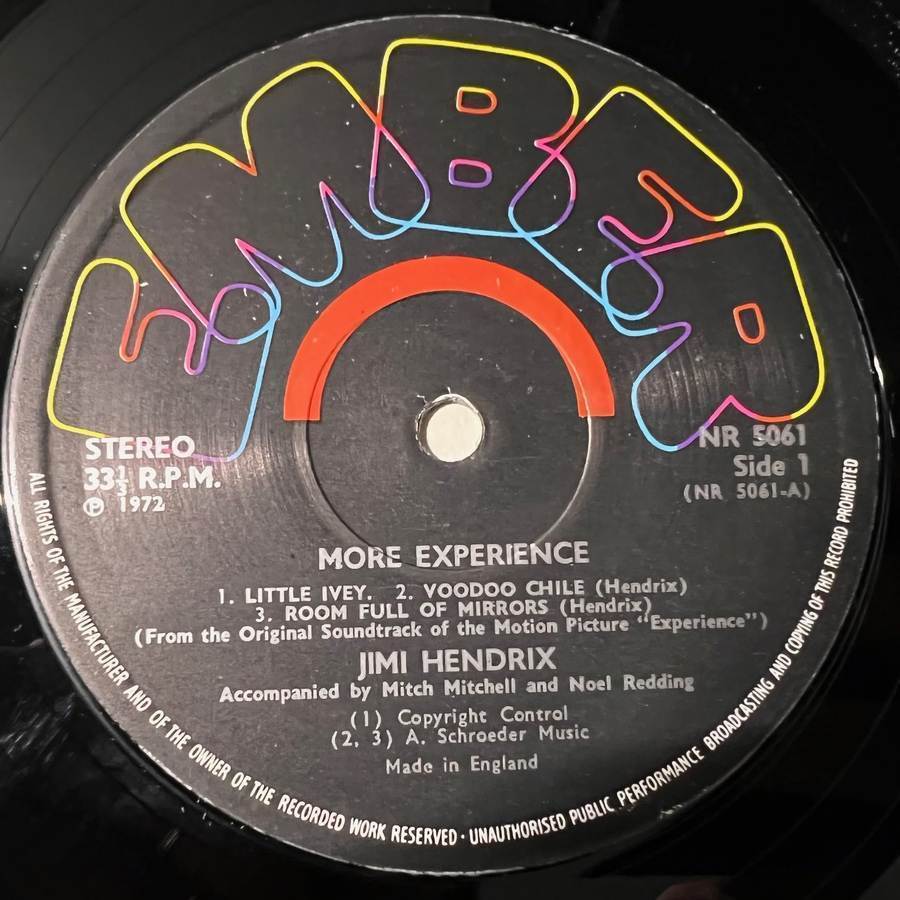 EMBER
STEREO
33⅓ R.P.M.
℗ 1972
NR 5061
Side 1
(NR 5061-A)
MORE EXPERIENCE
1. LITTLE IVEY. 2. VOODOO CHILE (Hendrix)
3. ROOM FULL OF MIRRORS (Hendrix)
(From the Original Soundtrack of the Motion Picture "Experience")
JIMI HENDRIX
Accompanied by Mitch Mitchell and Noel Redding
(1) Copyright Control
(2, 3) A. Schroeder Music
Made in England
ALL RIGHTS OF THE MANUFACTURER AND OF THE OWNER OF THE RECORDED WORK RESERVED · UNAUTHORISED PUBLIC PERFORMANCE BROADCASTING AND COPYING OF THIS RECORD PROHIBITED